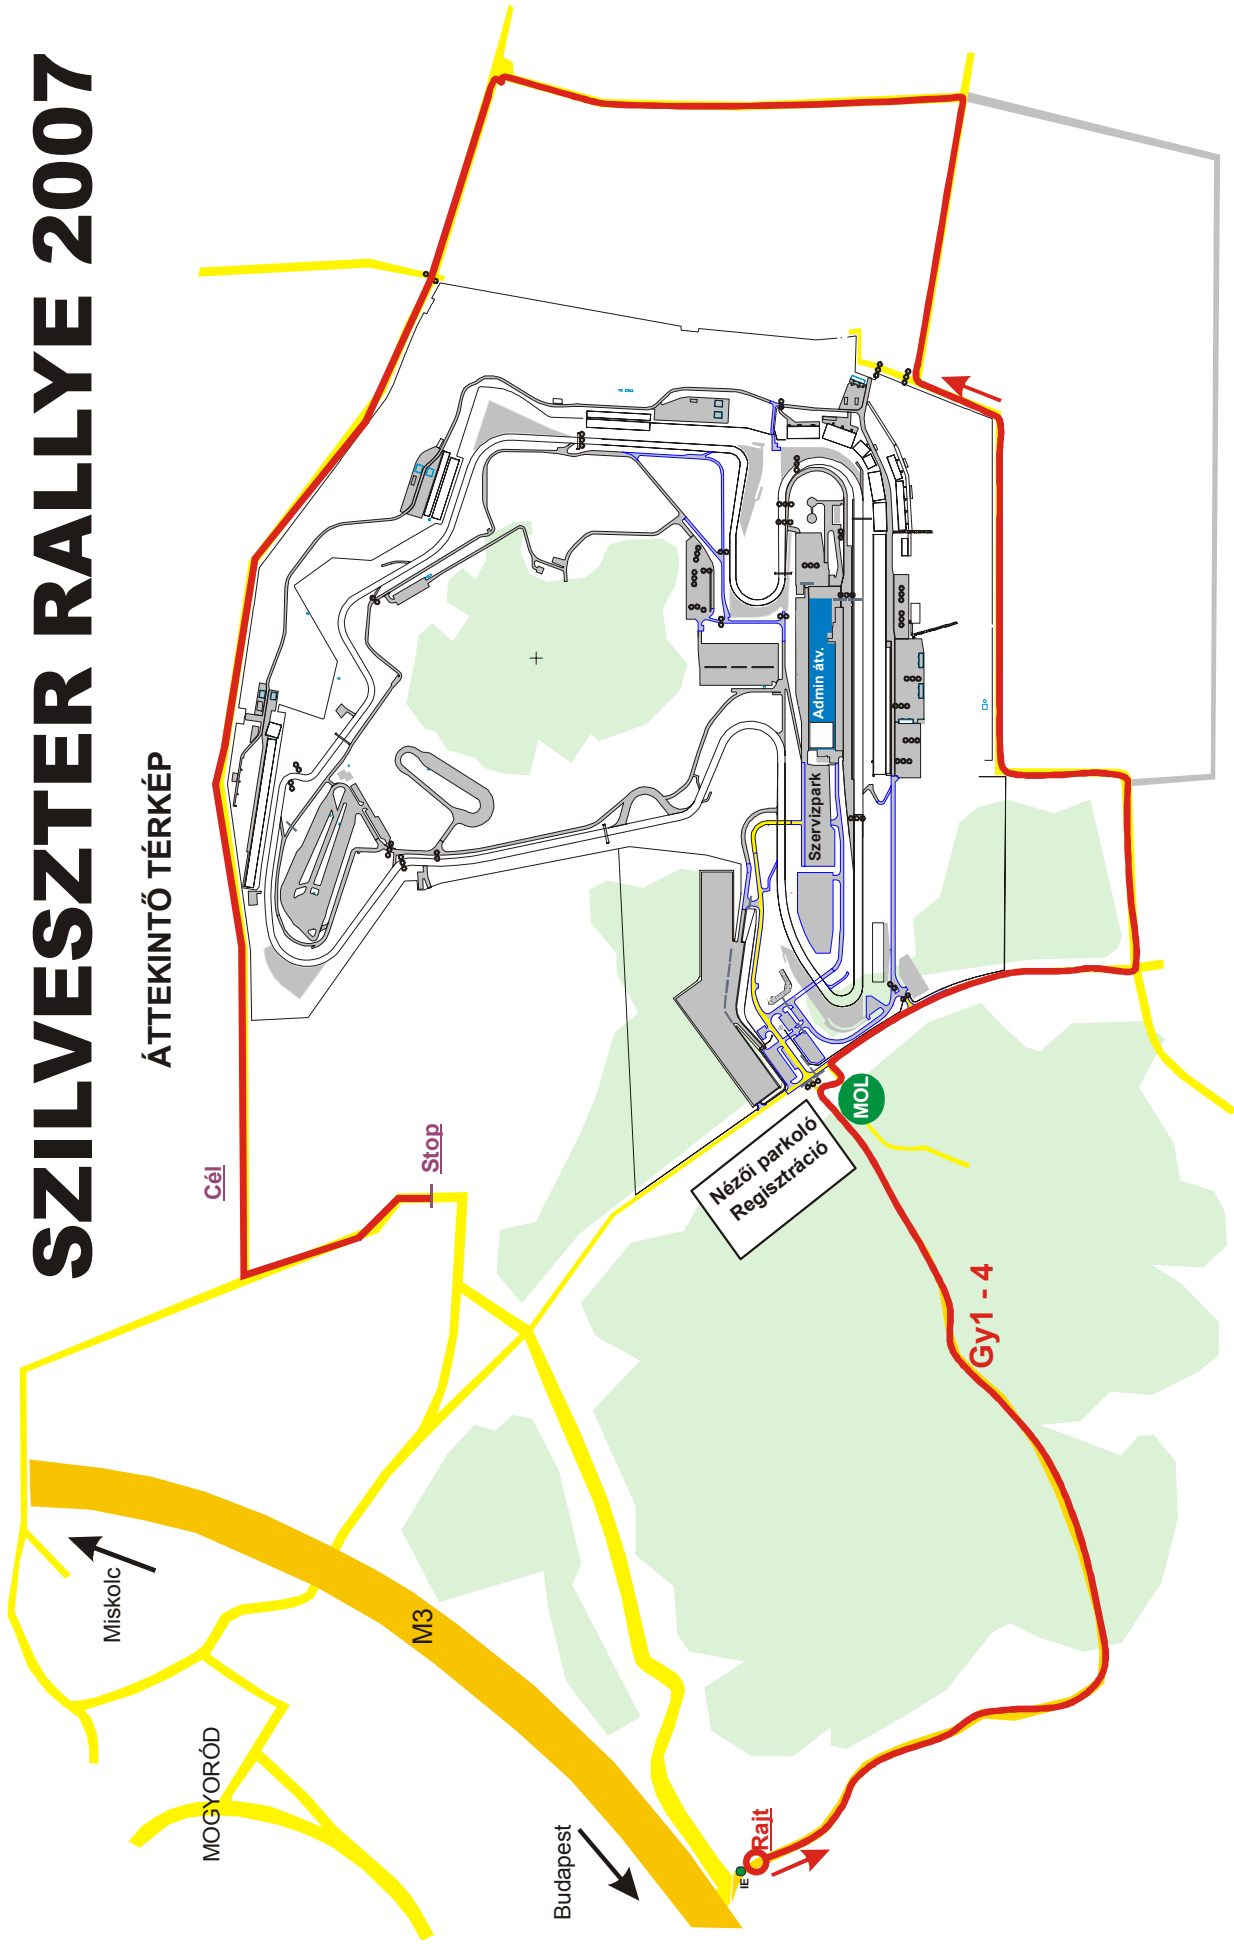 SZILVESZTER RALLYE 2007
ÁTTEKINTŐ TÉRKÉP
Miskolc
MOGYORÓD
M3
Budapest
IE
Rajt
Cél
Stop
Nézői parkoló
Regisztráció
MOL
Gy1 - 4
Szervizpark
Admin átv.